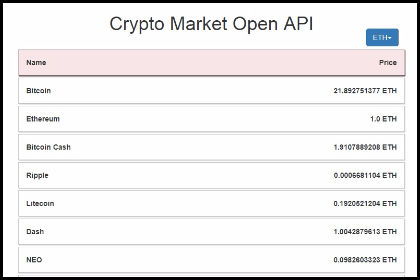 Crypto Market Open API
ETH
Name Price
Bitcoin 21.892751377 ETH
Ethereum 1.0 ETH
Bitcoin Cash 1.9107889208 ETH
Ripple 0.0006681104 ETH
Litecoin 0.1920521204 ETH
Dash 1.0042879613 ETH
NEO 0.0982603323 ETH